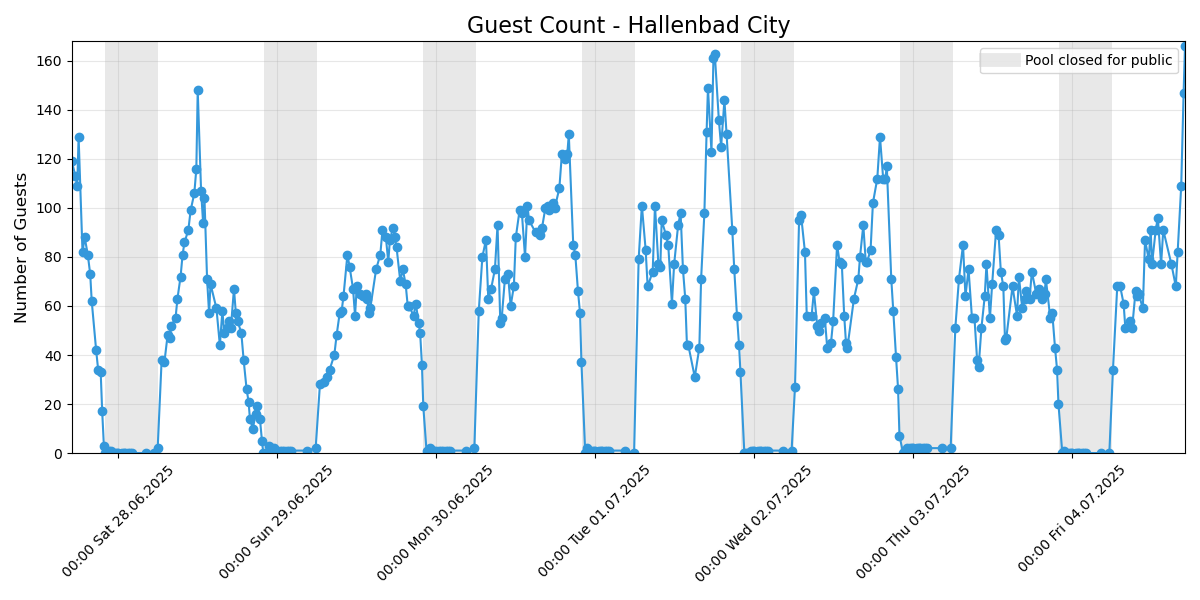 Guest Count - Hallenbad City
Pool closed for public
Number of Guests
160
140
120
100
80
60
40
20
0
00:00 Sat 28.06.2025
00:00 Sun 29.06.2025
00:00 Mon 30.06.2025
00:00 Tue 01.07.2025
00:00 Wed 02.07.2025
00:00 Thu 03.07.2025
00:00 Fri 04.07.2025